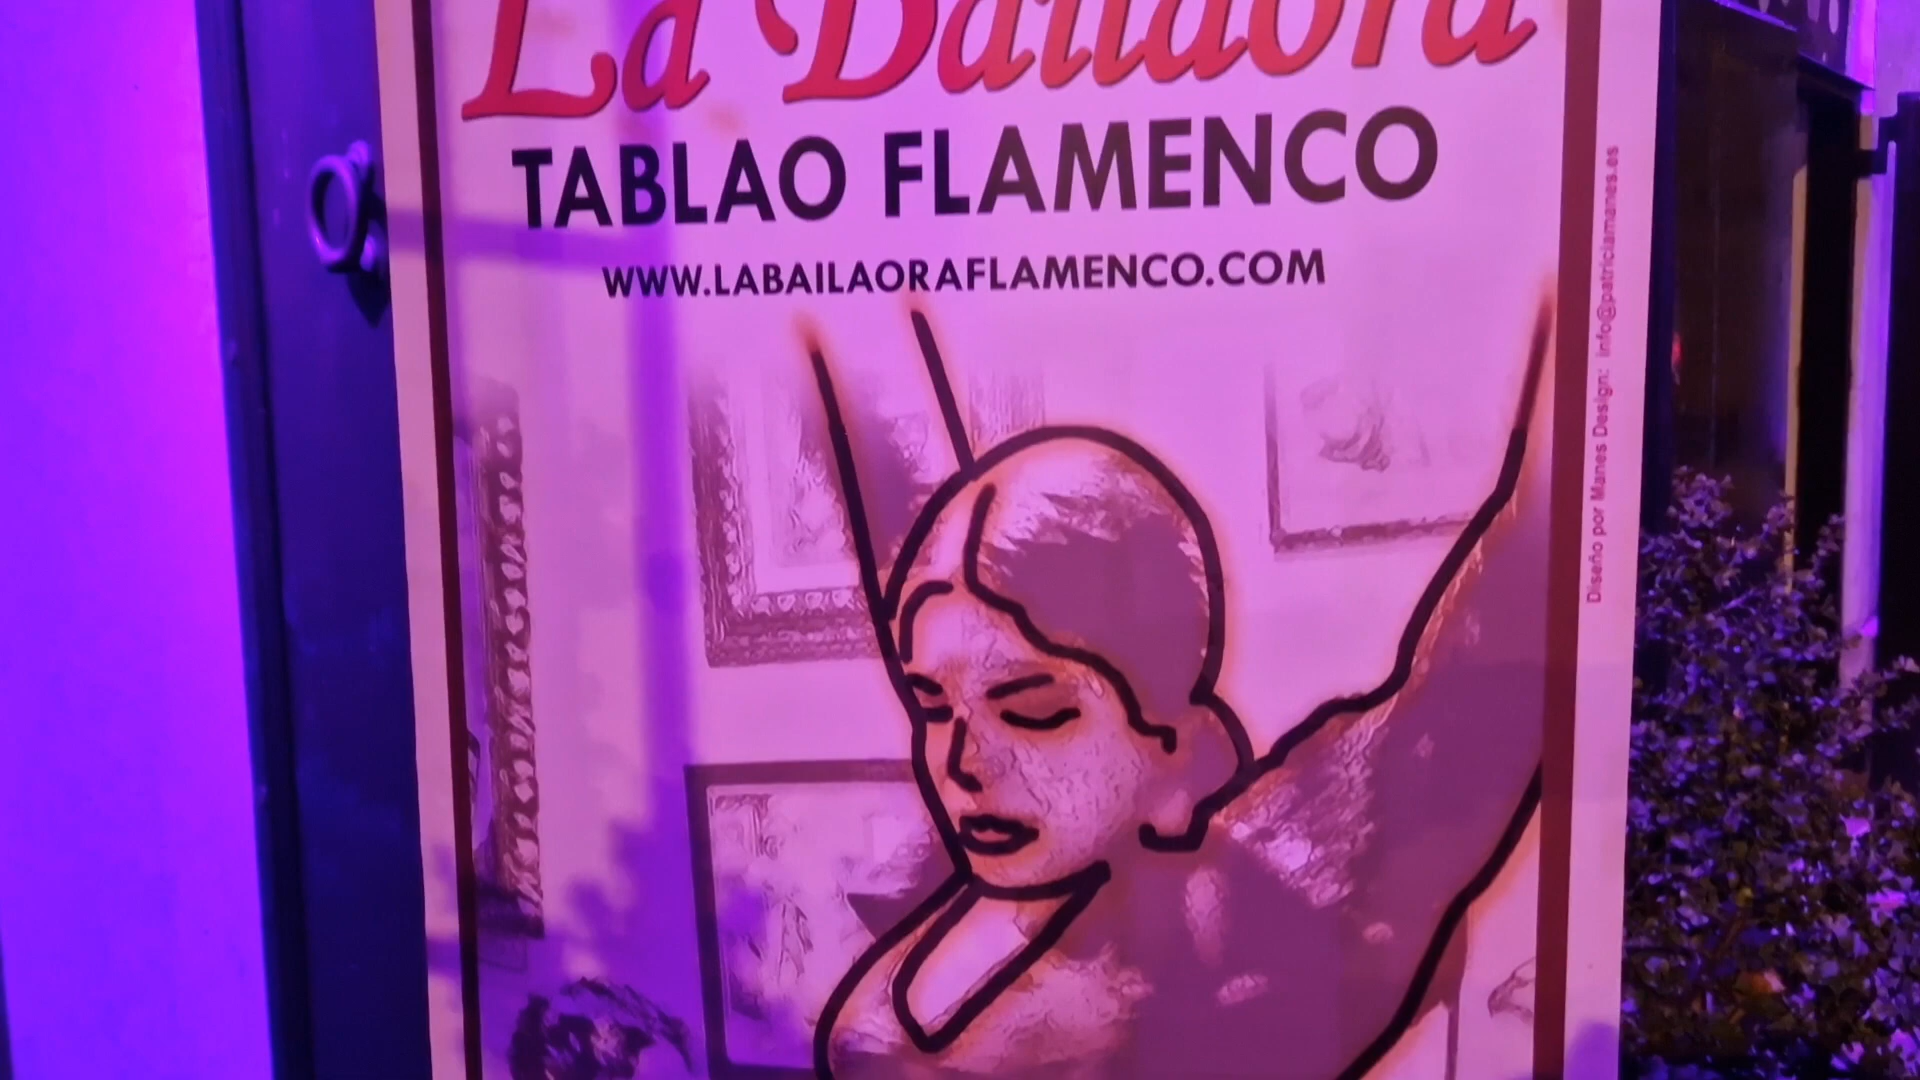 La Bailaora
TABLAO FLAMENCO
WWW.LABAILAORAFLAMENCO.COM
Diseño por Manes Design: info@patriciamanes.es